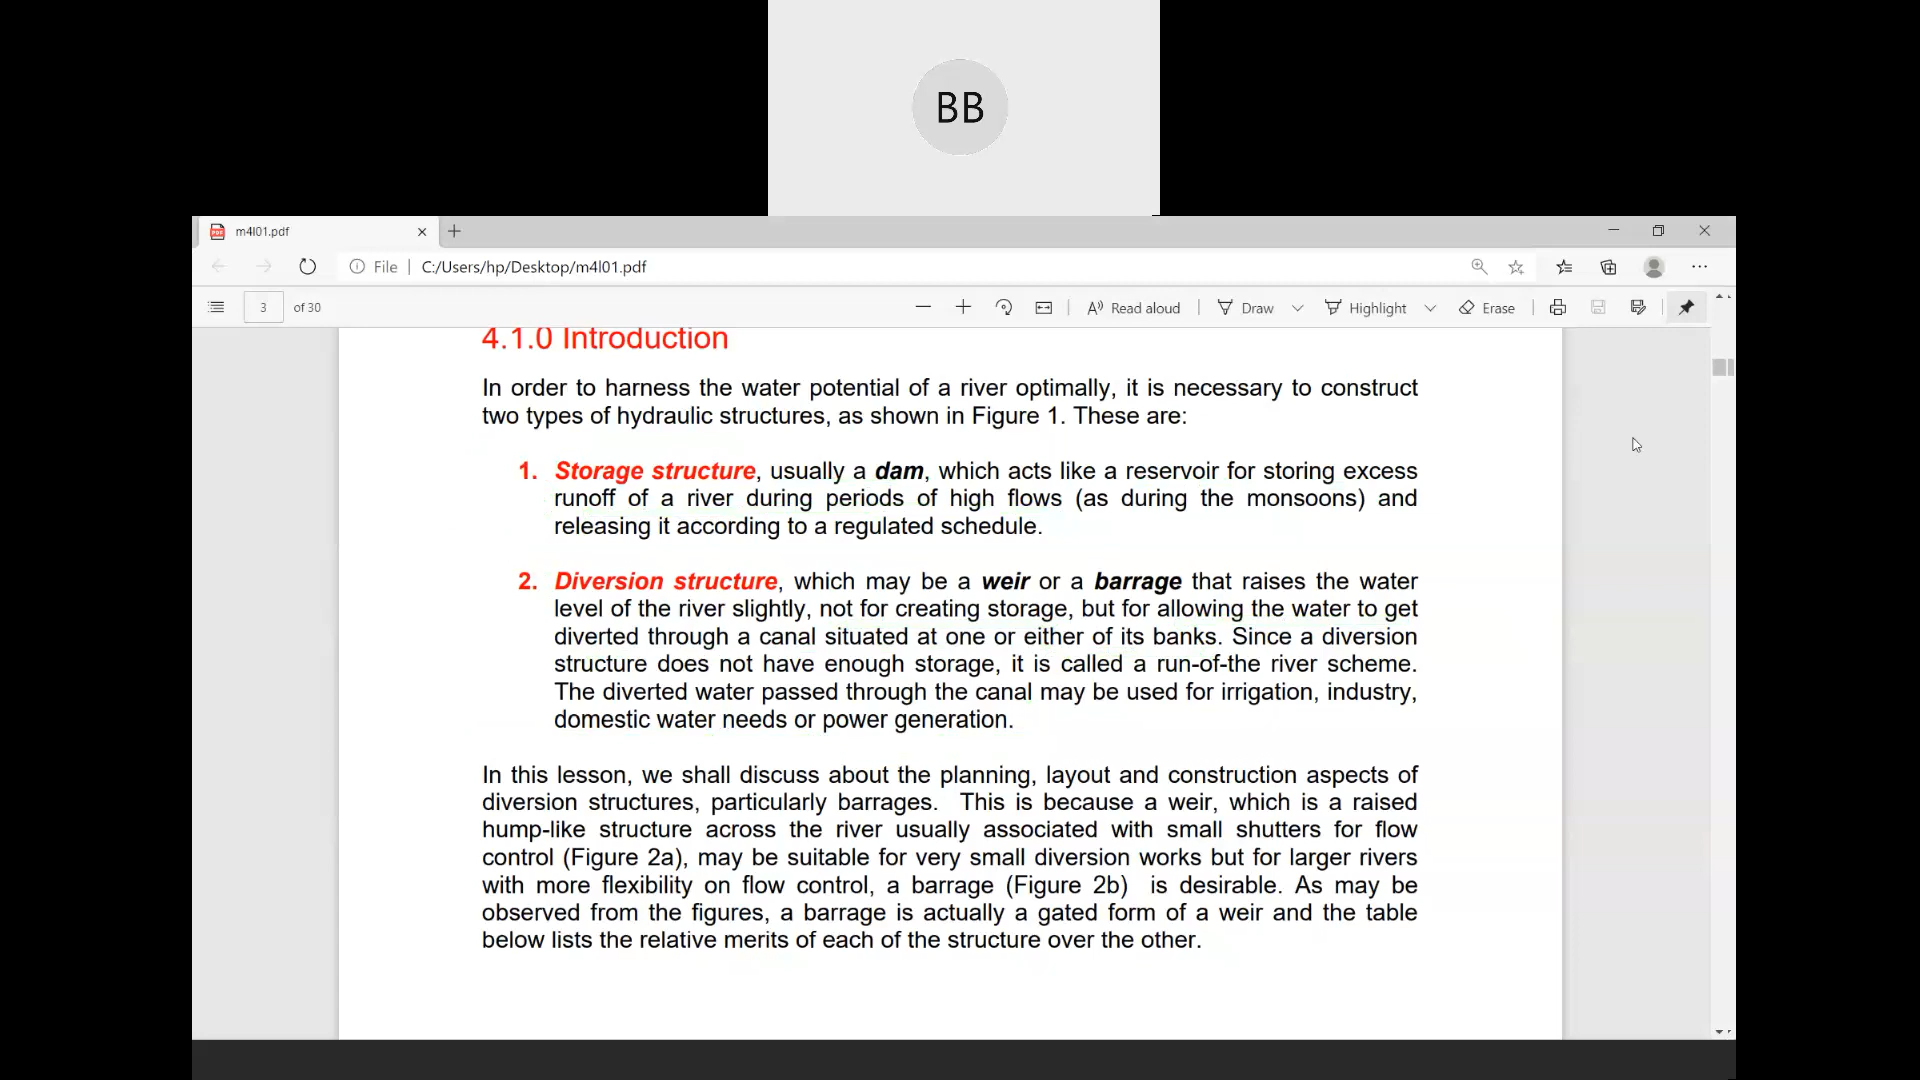 BB
m4l01.pdf
File | C:/Users/hp/Desktop/m4l01.pdf
3 of 30 Read aloud Draw Highlight Erase
4.1.0 Introduction
In order to harness the water potential of a river optimally, it is necessary to construct
two types of hydraulic structures, as shown in Figure 1. These are:
1. Storage structure, usually a dam, which acts like a reservoir for storing excess
runoff of a river during periods of high flows (as during the monsoons) and
releasing it according to a regulated schedule.
2. Diversion structure, which may be a weir or a barrage that raises the water
level of the river slightly, not for creating storage, but for allowing the water to get
diverted through a canal situated at one or either of its banks. Since a diversion
structure does not have enough storage, it is called a run-of-the river scheme.
The diverted water passed through the canal may be used for irrigation, industry,
domestic water needs or power generation.
In this lesson, we shall discuss about the planning, layout and construction aspects of
diversion structures, particularly barrages.  This is because a weir, which is a raised
hump-like structure across the river usually associated with small shutters for flow
control (Figure 2a), may be suitable for very small diversion works but for larger rivers
with more flexibility on flow control, a barrage (Figure 2b)  is desirable. As may be
observed from the figures, a barrage is actually a gated form of a weir and the table
below lists the relative merits of each of the structure over the other.